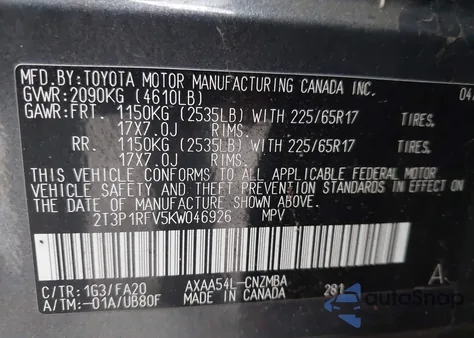 MFD.BY:TOYOTA MOTOR MANUFACTURING CANADA INC. 04
GVWR:2090KG (4610LB)
GAWR:FRT. 1150KG (2535LB) WITH 225/65R17 TIRES,
17X7.0J RIMS.
RR. 1150KG (2535LB) WITH 225/65R17 TIRES,
17X7.0J RIMS.
THIS VEHICLE CONFORMS TO ALL APPLICABLE FEDERAL MOTOR
VEHICLE SAFETY AND THEFT PREVENTION STANDARDS IN EFFECT ON
THE DATE OF MANUFACTURE SHOWN ABOVE.
2T3P1RFV5KW046926 MPV
C/TR:1G3/FA20 AXAA54L-CNZMBA 281 A
A/TM:-01A/UB80F MADE IN CANADA
AutoSnap